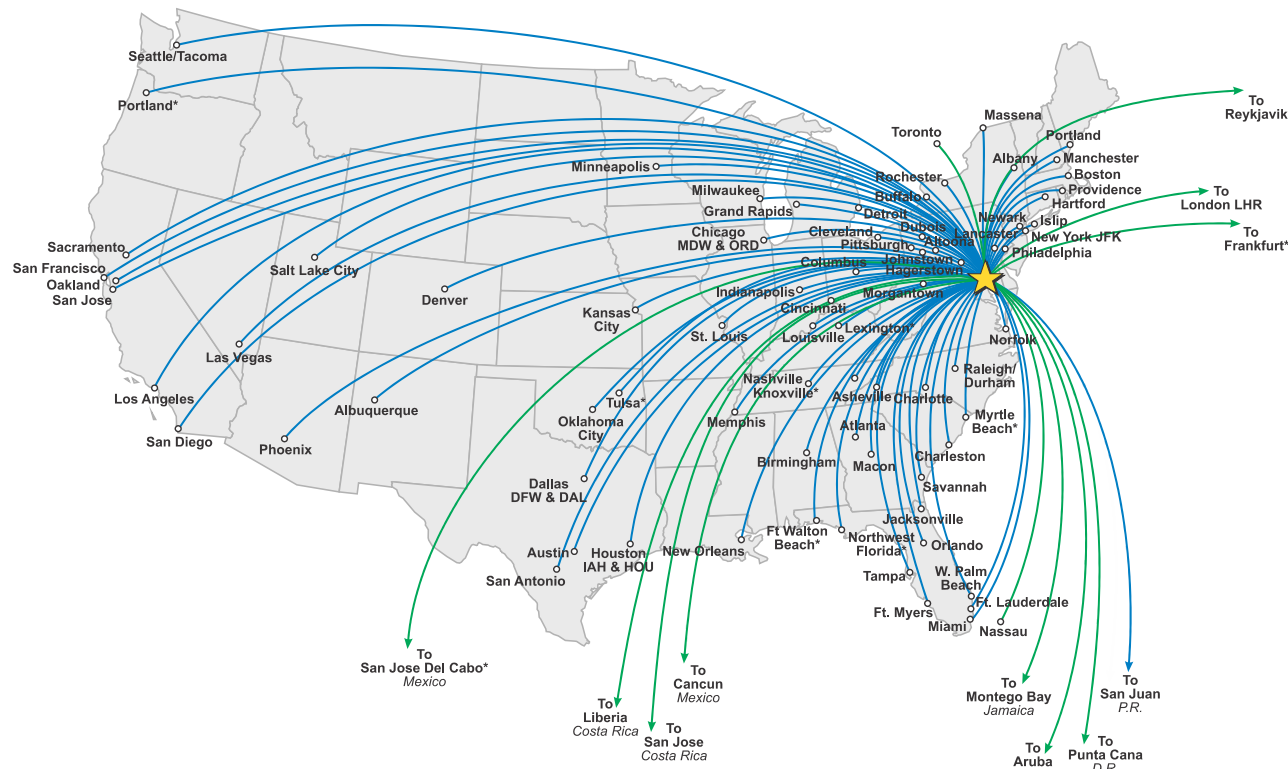 Seattle/Tacoma
Portland*
Massena
To
Reykjavik
Toronto
Portland
Albany
Manchester
Minneapolis
Boston
Rochester
Milwaukee
Buffalo
Providence
To
London LHR
Grand Rapids
Detroit
Hartford
Newark
Islip
Chicago
MDW & ORD
Cleveland
Dubois
Lancaster
New York JFK
To
Frankfurt*
Sacramento
Pittsburgh
Altoona
Philadelphia
San Francisco
Oakland
San Jose
Salt Lake City
Columbus
Johnstown
Hagerstown
Denver
Indianapolis
Morgantown
Kansas
City
Cincinnati
St. Louis
Louisville
Lexington*
Norfolk
Las Vegas
Nashville
Knoxville*
Raleigh/
Durham
Los Angeles
Albuquerque
Tulsa*
Oklahoma
City
Memphis
Asheville
Charlotte
San Diego
Phoenix
Atlanta
Myrtle
Beach*
Birmingham
Macon
Charleston
Dallas
DFW & DAL
Savannah
Jacksonville
Austin
Houston
IAH & HOU
New Orleans
Ft Walton
Beach*
Northwest
Florida*
Orlando
San Antonio
Tampa
W. Palm
Beach
Ft. Myers
Ft. Lauderdale
Miami
Nassau
To
San Jose Del Cabo*
Mexico
To
Cancun
Mexico
To
Montego Bay
Jamaica
To
San Juan
P.R.
To
Liberia
Costa Rica
To
San Jose
Costa Rica
To
Aruba
To
Punta Cana
D.R.